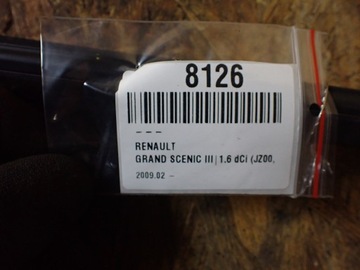 8126
– – –
RENAULT
GRAND SCENIC III | 1.6 dCi (JZ00,
2009.02 –